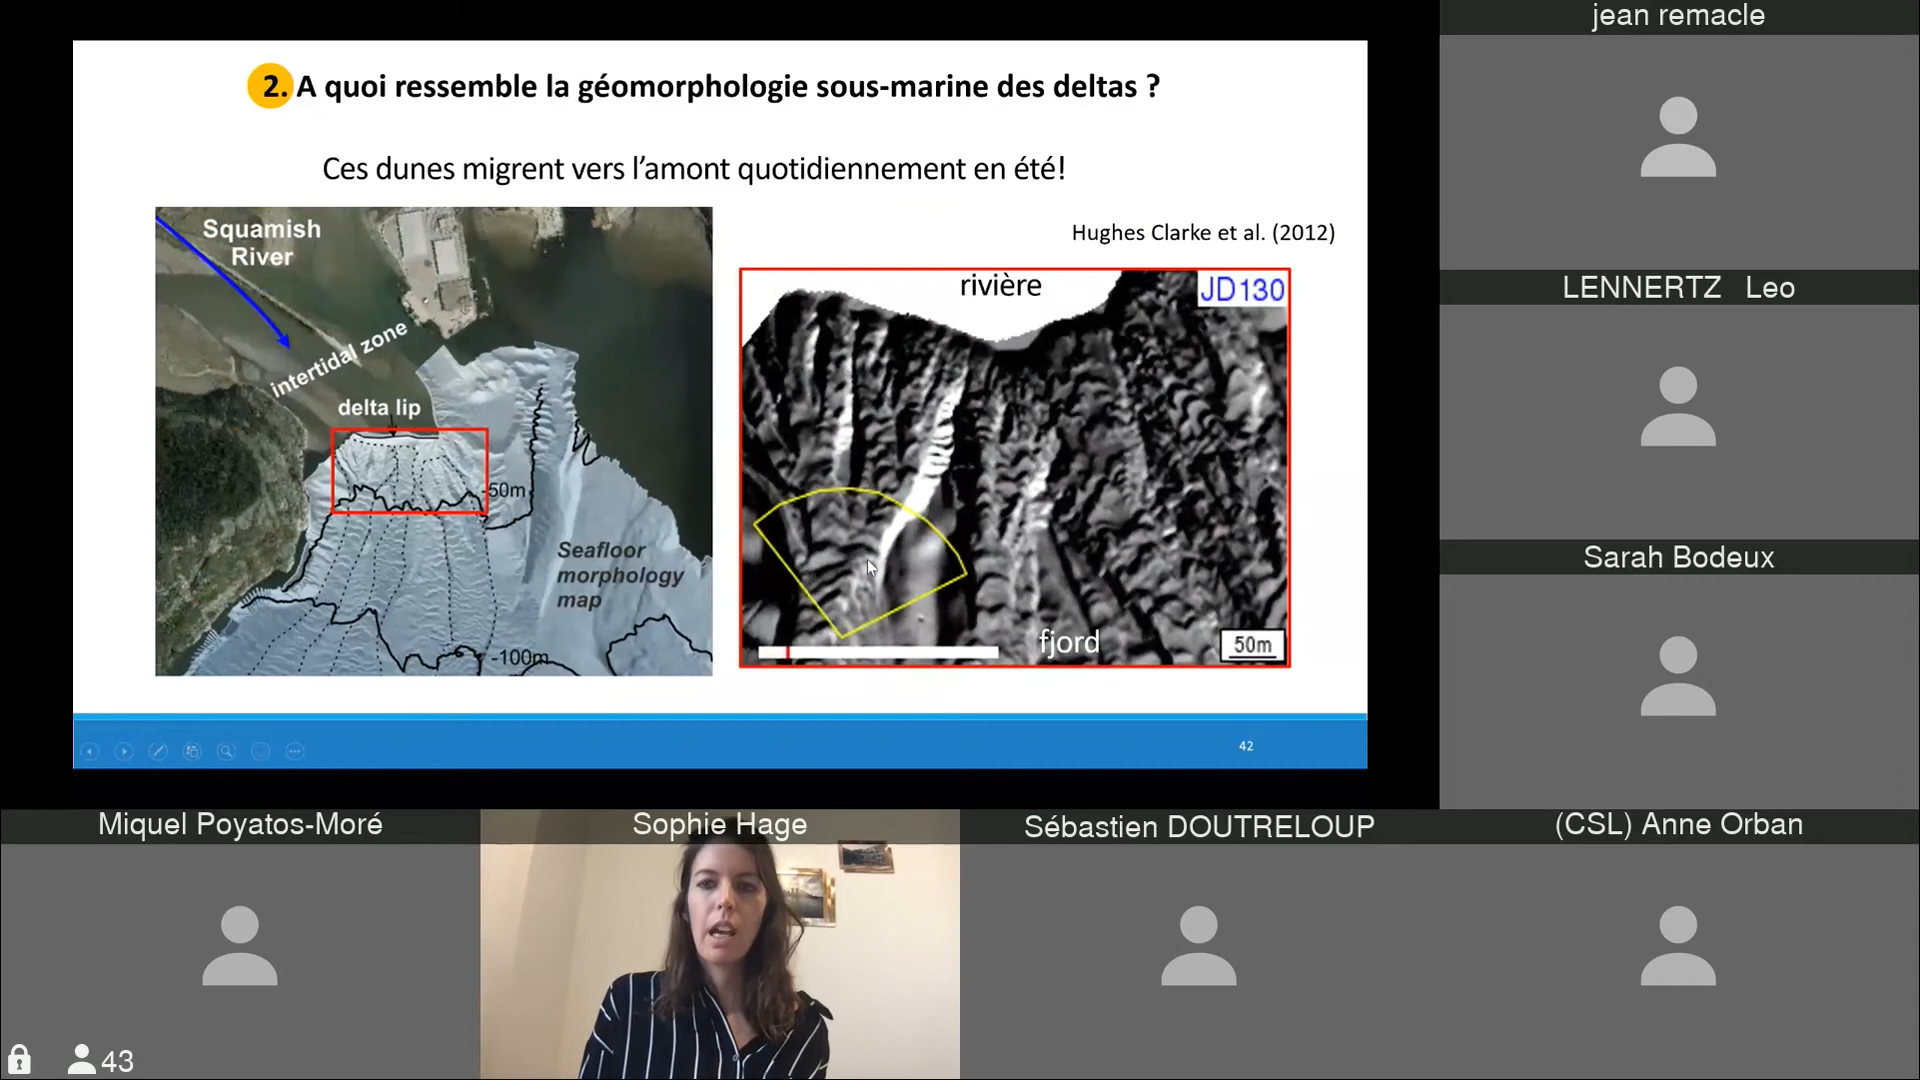 2. A quoi ressemble la géomorphologie sous-marine des deltas ?
Ces dunes migrent vers l’amont quotidiennement en été!
Squamish
River
intertidal zone
delta lip
-50m
Seafloor
morphology
map
-100m
Hughes Clarke et al. (2012)
rivière
JD130
fjord
50m
42
jean remacle
LENNERTZ Leo
Sarah Bodeux
Miquel Poyatos-Moré
Sophie Hage
Sébastien DOUTRELOUP
(CSL) Anne Orban
43